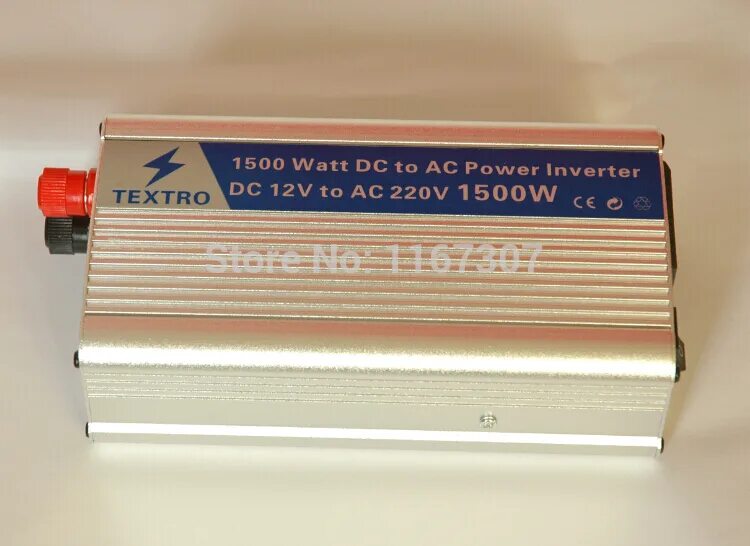 TEXTRO
1500 Watt DC to AC Power Inverter
DC 12V to AC 220V 1500W CE
Store No: 1167307